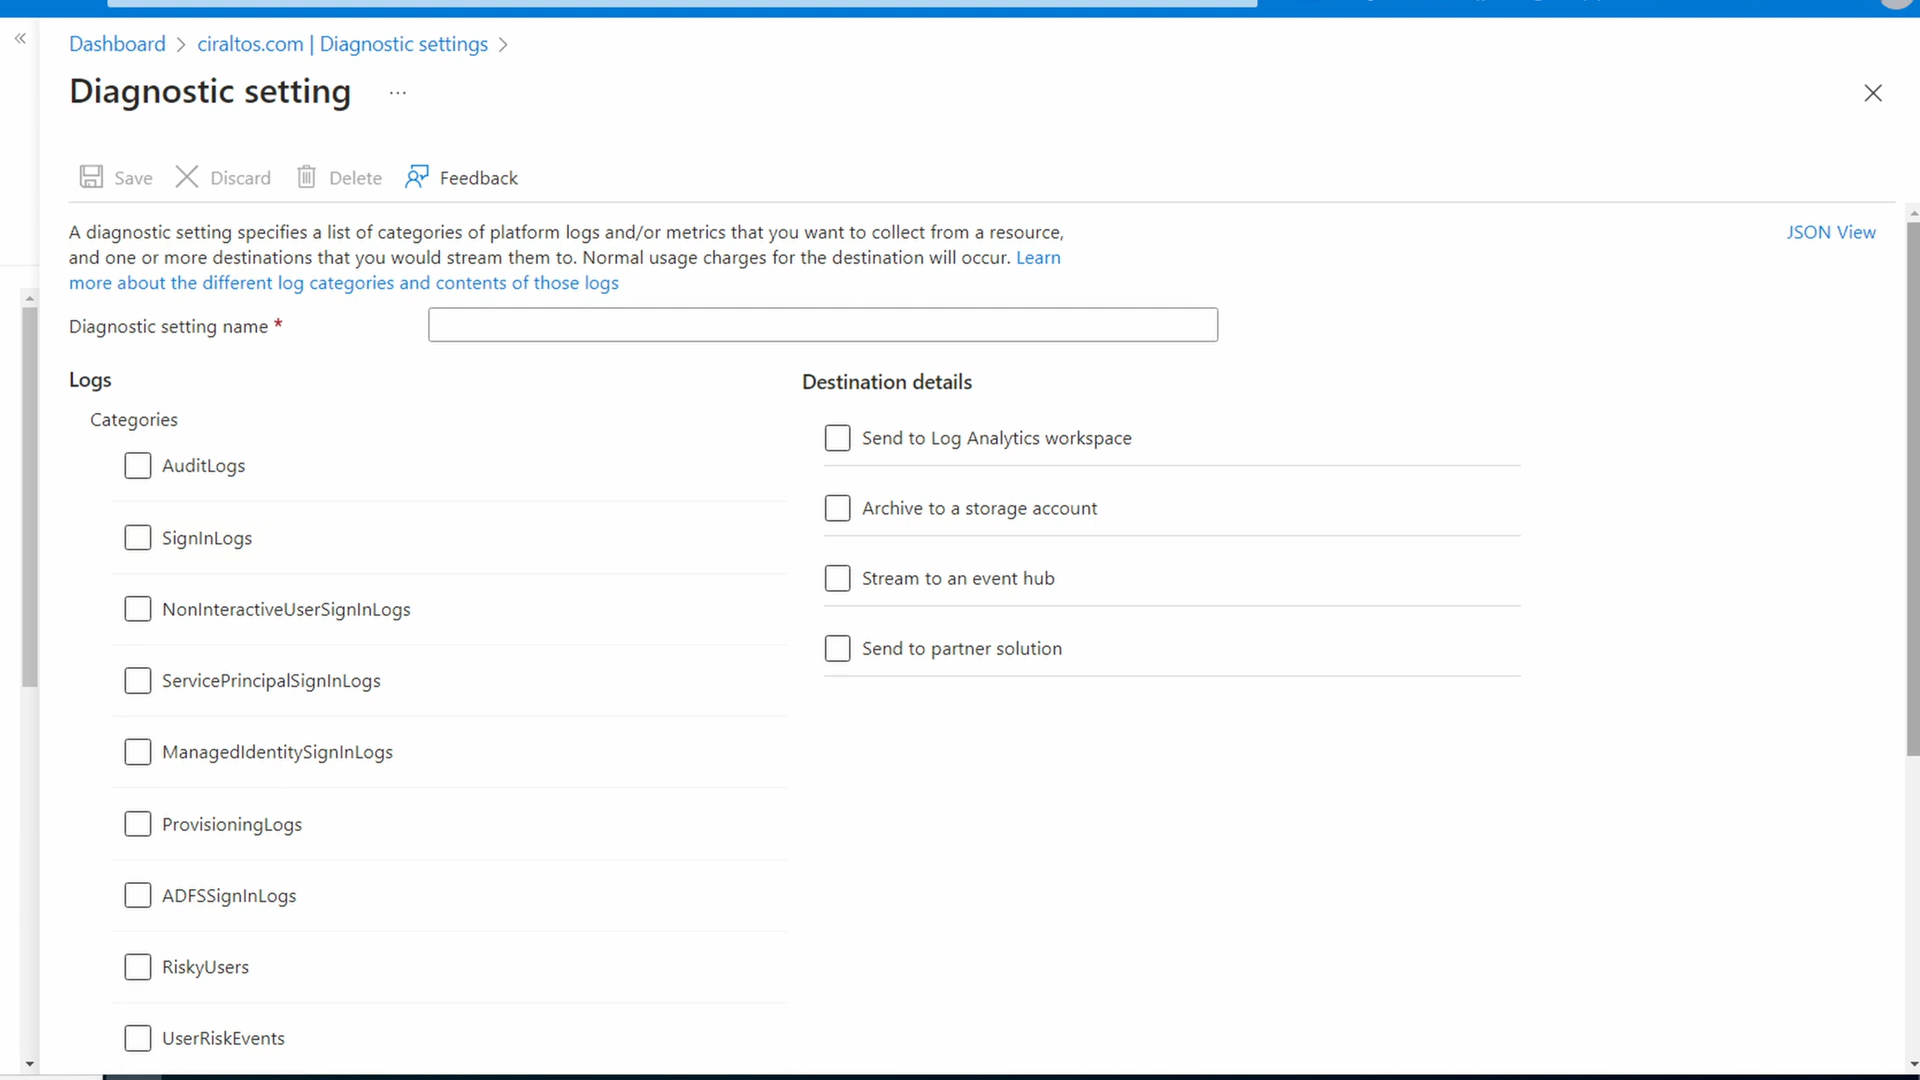 Dashboard > ciraltos.com | Diagnostic settings >
Diagnostic setting ...
Save Discard Delete Feedback
A diagnostic setting specifies a list of categories of platform logs and/or metrics that you want to collect from a resource,
and one or more destinations that you would stream them to. Normal usage charges for the destination will occur. Learn
more about the different log categories and contents of those logs
JSON View
Diagnostic setting name *
Logs
Categories
AuditLogs
SignInLogs
NonInteractiveUserSignInLogs
ServicePrincipalSignInLogs
ManagedIdentitySignInLogs
ProvisioningLogs
ADFSSignInLogs
RiskyUsers
UserRiskEvents
Destination details
Send to Log Analytics workspace
Archive to a storage account
Stream to an event hub
Send to partner solution